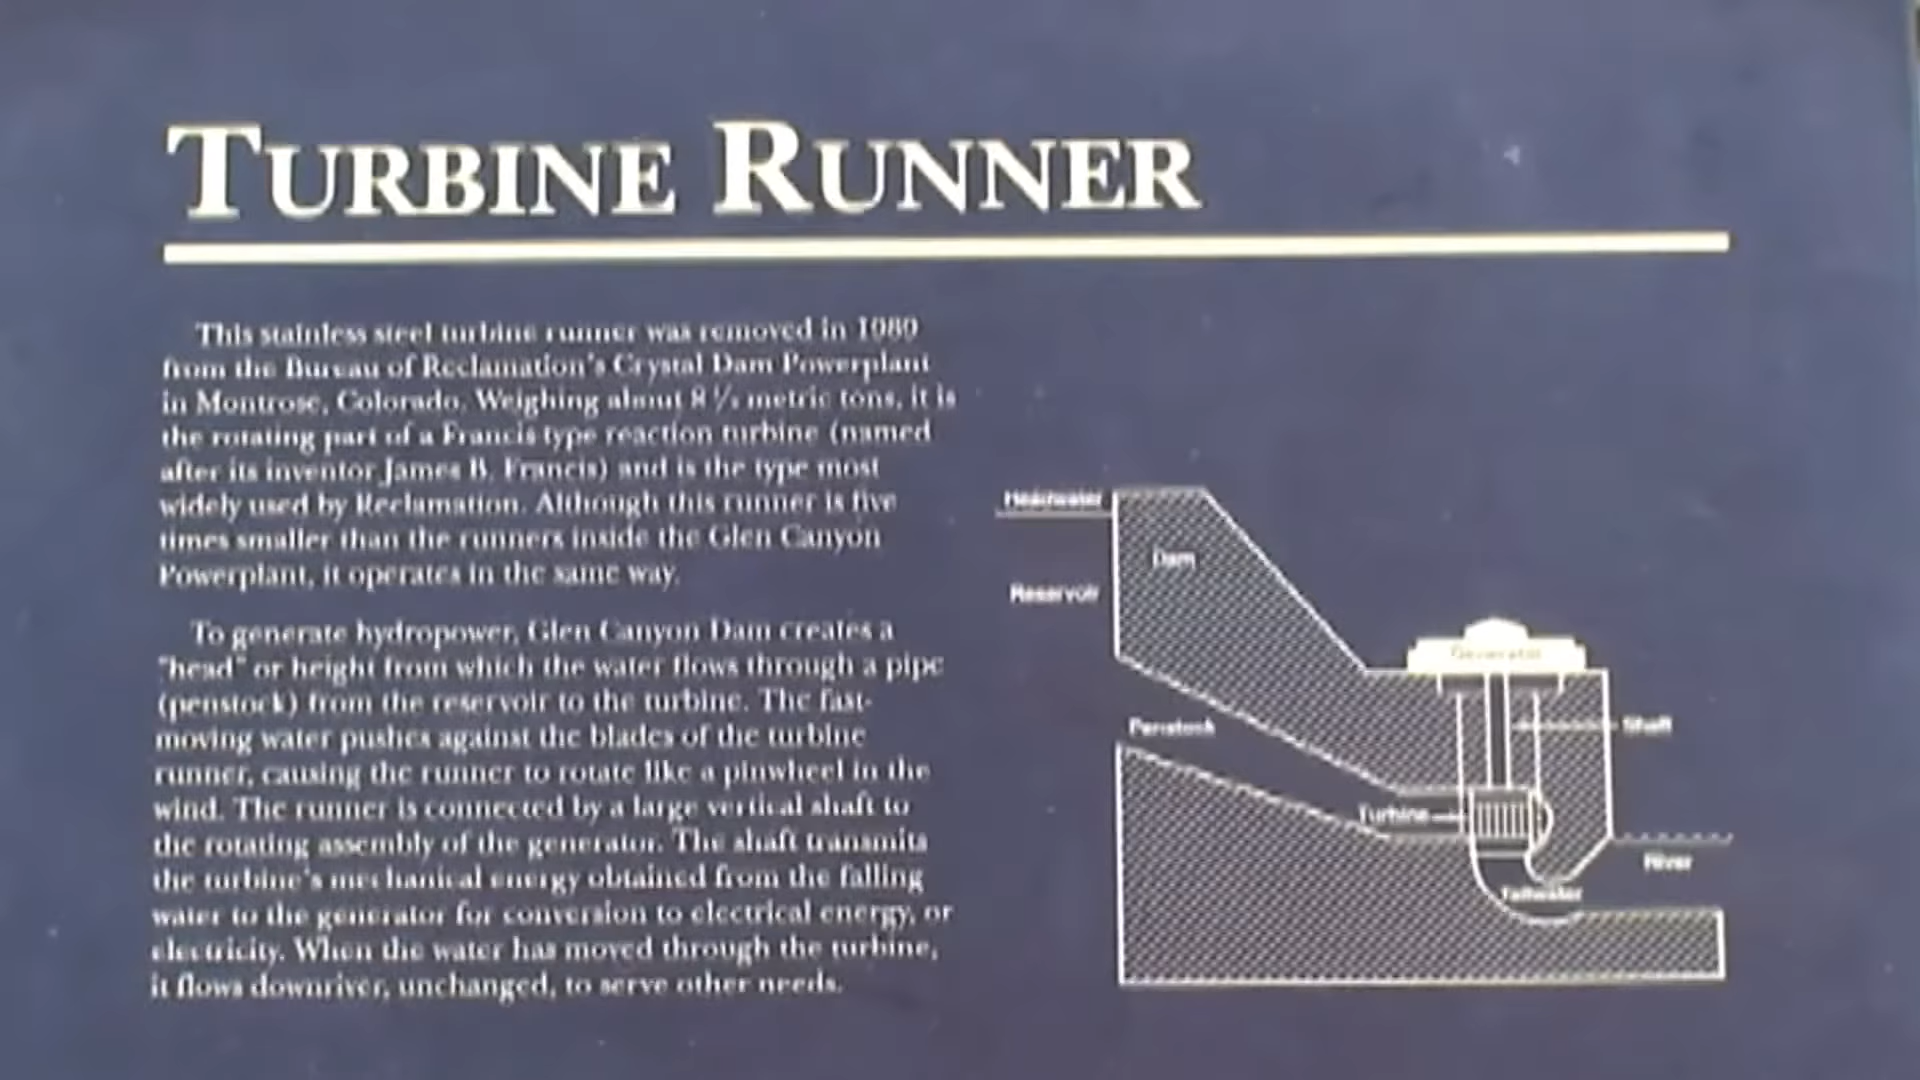 TURBINE RUNNER
This stainless steel turbine runner was removed in
from the Bureau of Reclamation's Crystal Dam Powerplant
in Montrose, Colorado. Weighing about 8 metric tons, it is
the rotating part of a Francis type reaction turbine (named
after its inventor James B. Francis) and is the type most
widely used by Reclamation. Although this runner is five
times smaller than the runners inside the Glen Canyon
Powerplant, it operates in the same way.
To generate hydropower, Glen Canyon Dam creates a
"head" or height from which the water flows through a pipe
(penstock) from the reservoir to the turbine. The fast-
moving water pushes against the blades of the turbine
runner, causing the runner to rotate like a pinwheel in the
wind. The runner is connected by a large vertical shaft to
the rotating assembly of the generator. The shaft transmits
the turbine's mechanical energy obtained from the falling
water to the generator for conversion to electrical energy, or
electricity. When the water has moved through the turbine,
it flows downriver, unchanged, to serve other needs.
Headwater
Dam
Reservoir
Generator
Penstock
Shaft
Turbine
River
Tailwater